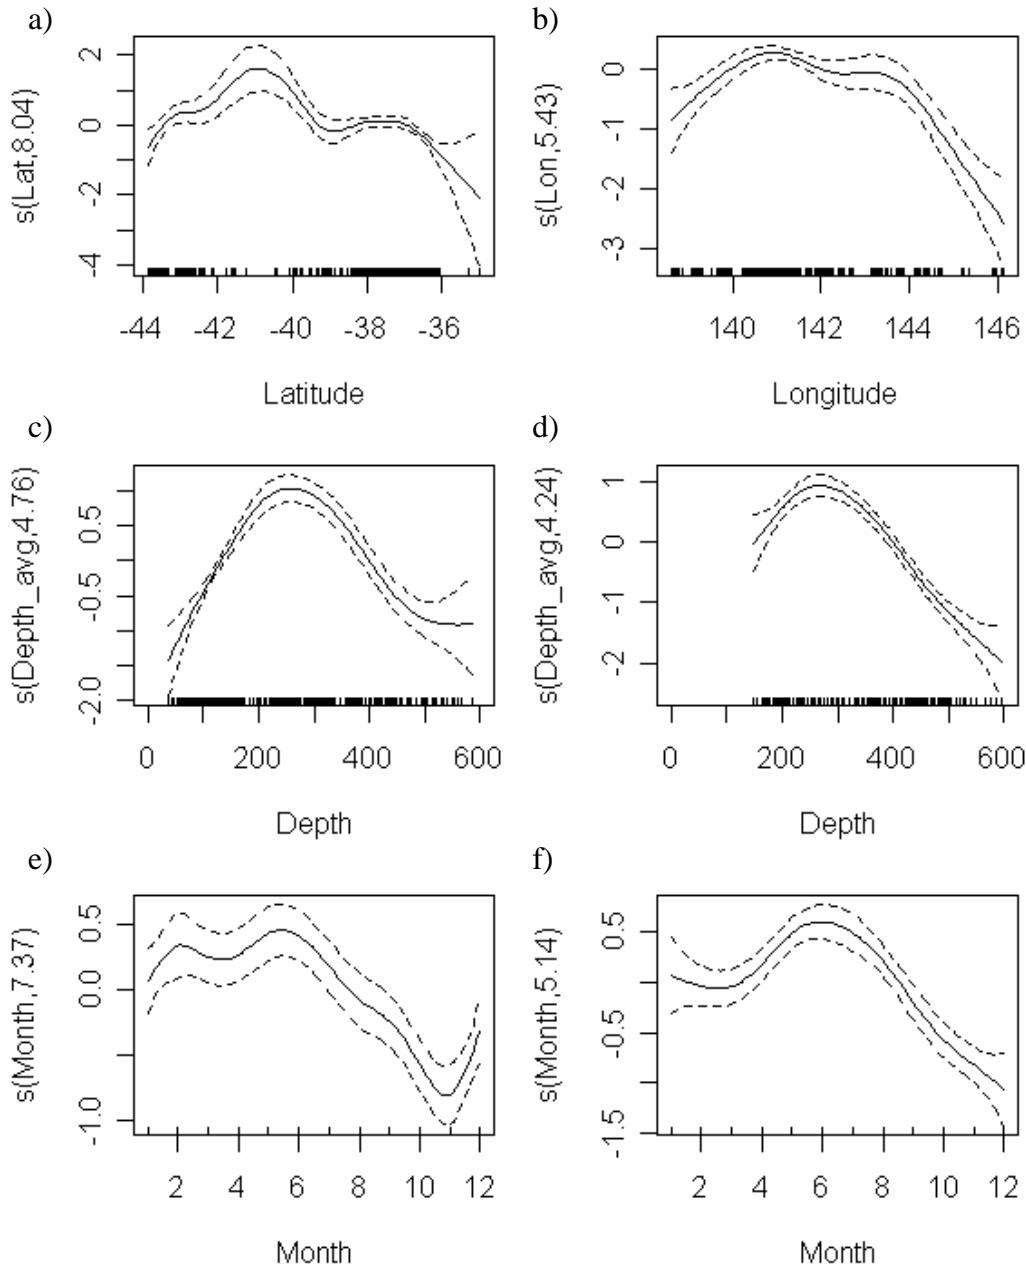 a)
s(Lat,8.04)
2
0
-2
-4
-44 -42 -40 -38 -36
Latitude
b)
s(Lon,5.43)
0
-1
-2
-3
140 142 144 146
Longitude
c)
s(Depth_avg,4.76)
0.5
-0.5
-2.0
0 200 400 600
Depth
d)
s(Depth_avg,4.24)
1
0
-1
-2
0 200 400 600
Depth
e)
s(Month,7.37)
0.5
0.0
-1.0
2 4 6 8 10 12
Month
f)
s(Month,5.14)
0.5
-0.5
-1.5
2 4 6 8 10 12
Month